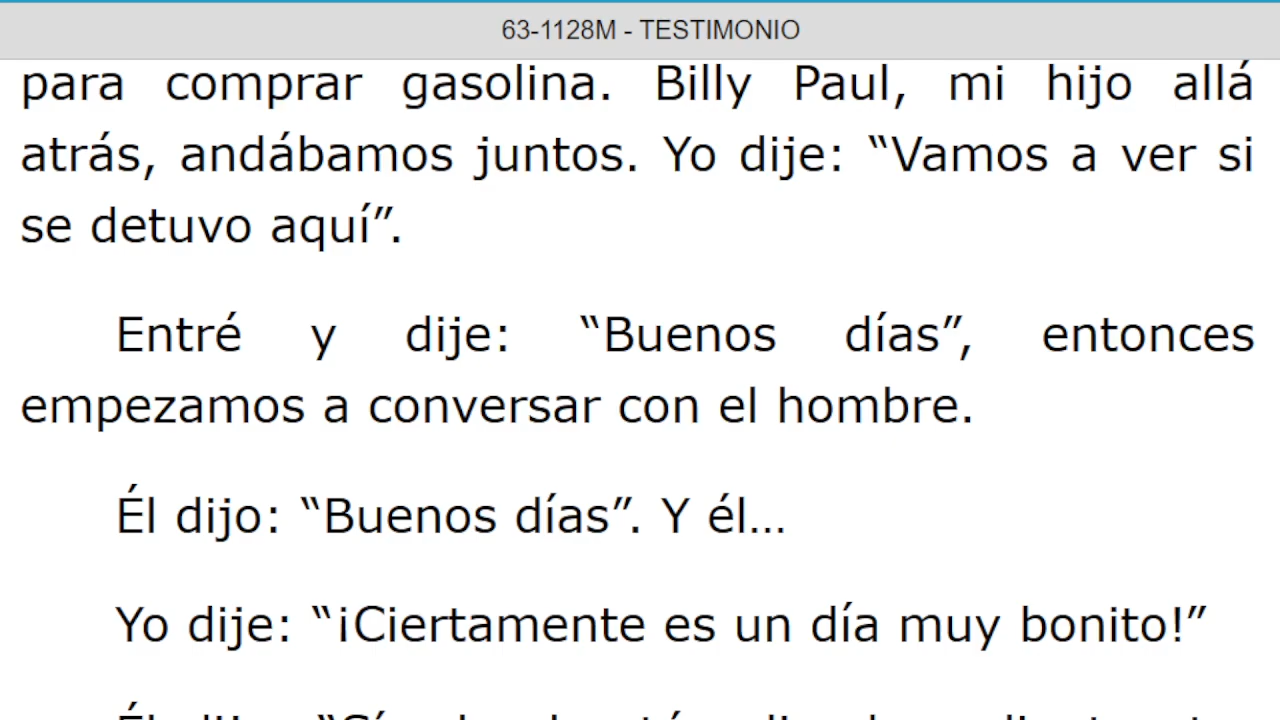 63-1128M - TESTIMONIO
para comprar gasolina. Billy Paul, mi hijo allá
atrás, andábamos juntos. Yo dije: “Vamos a ver si
se detuvo aquí”.
Entré y dije: “Buenos días”, entonces
empezamos a conversar con el hombre.
Él dijo: “Buenos días”. Y él…
Yo dije: “¡Ciertamente es un día muy bonito!”